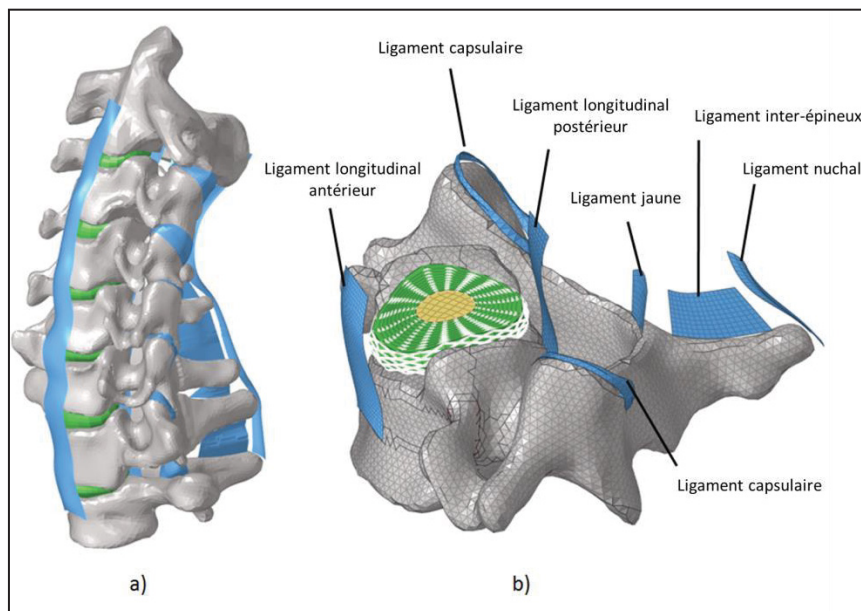 Ligament capsulaire
Ligament longitudinal
postérieur
Ligament inter-épineux
Ligament nuchal
Ligament longitudinal
antérieur
Ligament jaune
Ligament capsulaire
a)
b)